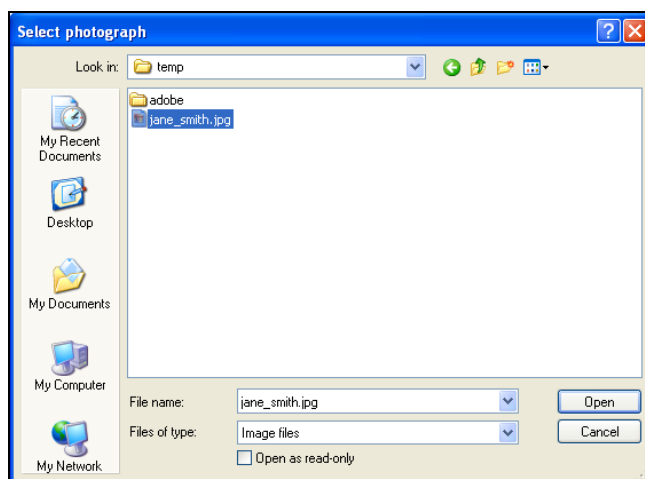 Select photograph
Look in:
temp
My Recent
Documents
Desktop
My Documents
My Computer
My Network
adobe
jane_smith.jpg
File name:
jane_smith.jpg
Open
Files of type:
Image files
Cancel
Open as read-only